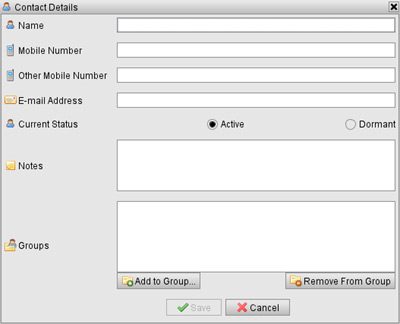 Contact Details
Name
Mobile Number
Other Mobile Number
E-mail Address
Current Status Active Dormant
Notes
Groups
Add to Group... Remove From Group
Save Cancel